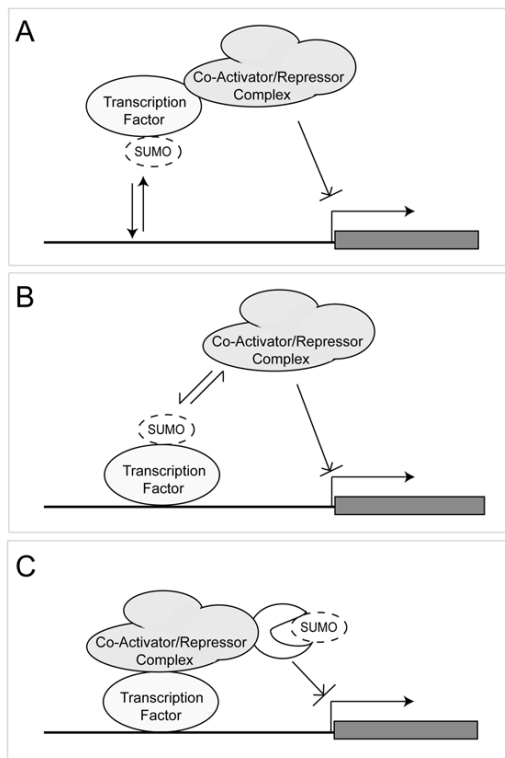 A
Co-Activator/Repressor
Complex
Transcription
Factor
SUMO
B
Co-Activator/Repressor
Complex
SUMO
Transcription
Factor
C
Co-Activator/Repressor
Complex
SUMO
Transcription
Factor